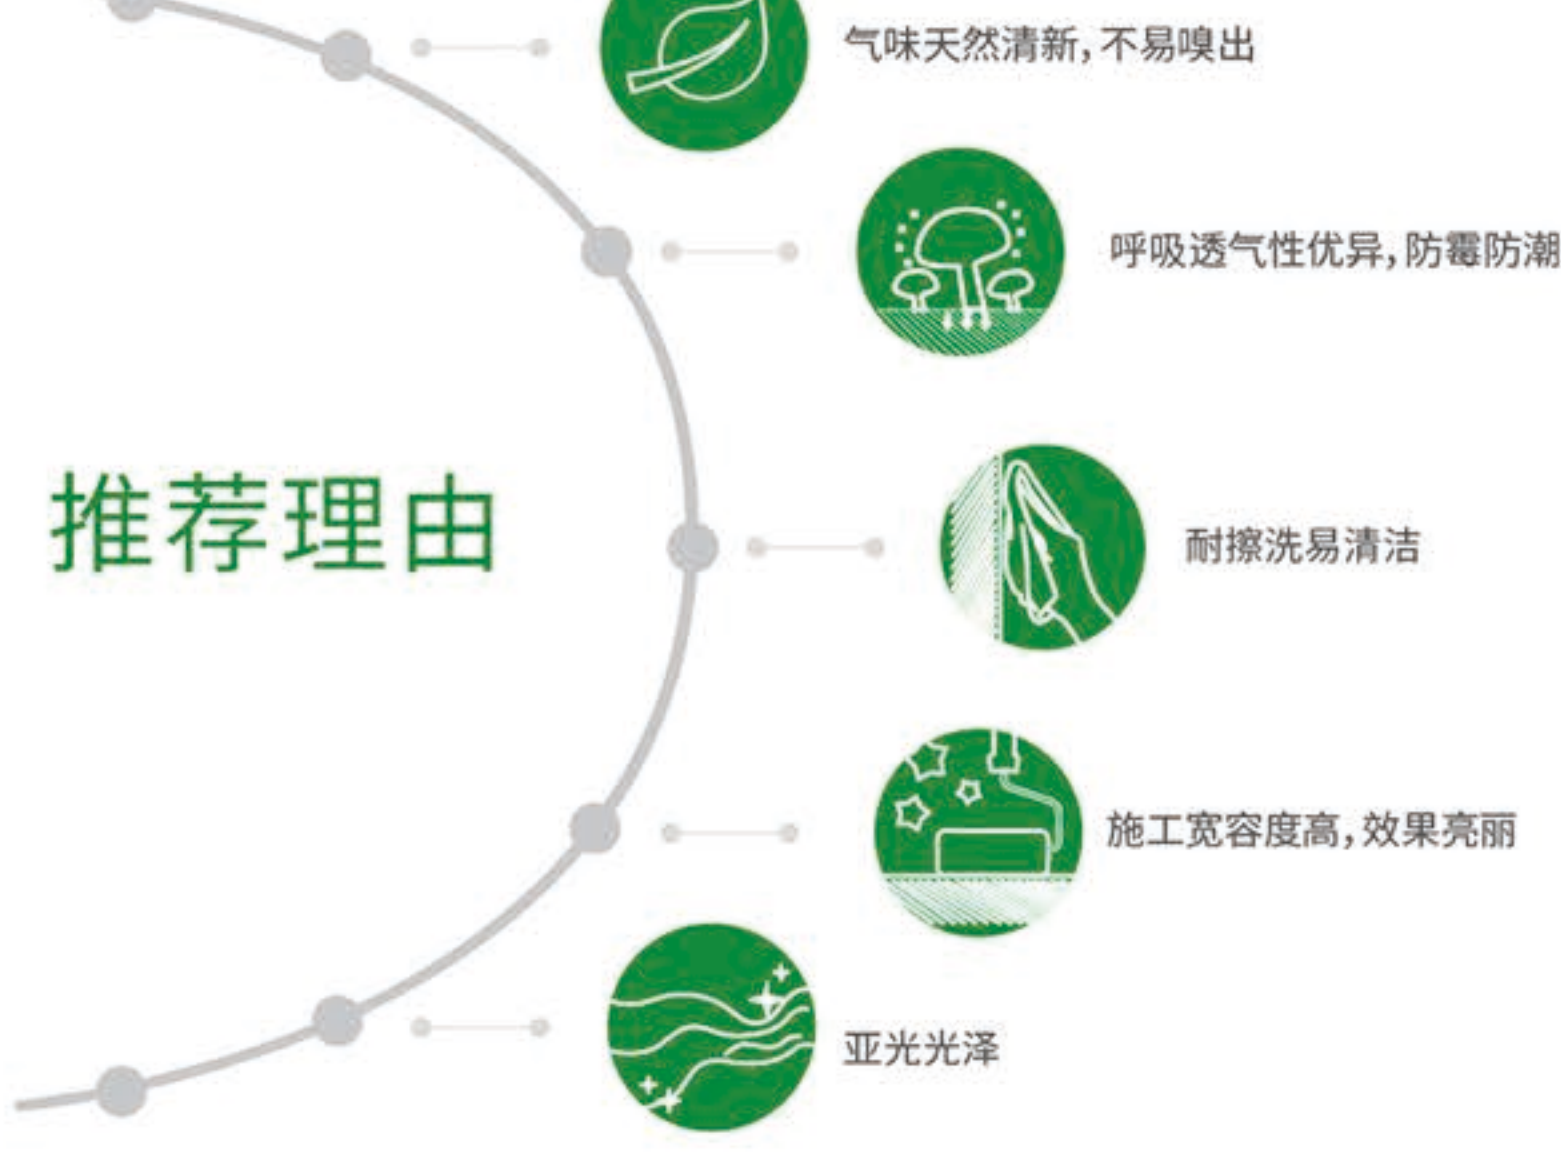 气味天然清新，不易嗅出
呼吸透气性优异，防霉防潮
推荐理由
耐擦洗易清洁
施工宽容度高，效果亮丽
亚光光泽